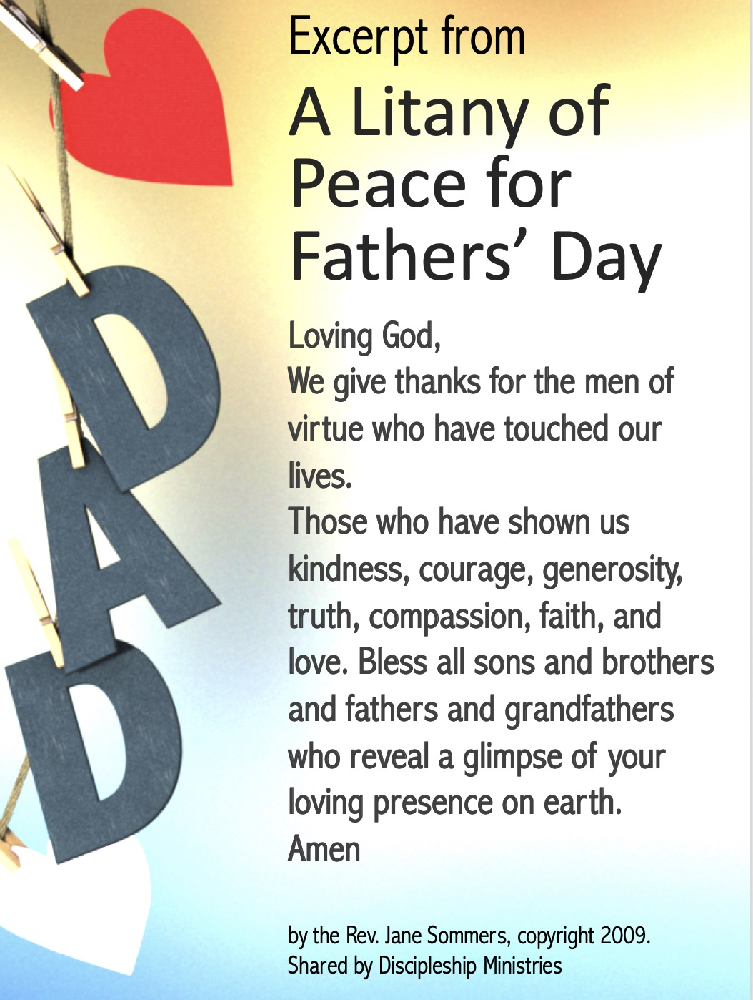 Excerpt from
A Litany of
Peace for
Fathers’ Day
Loving God,
We give thanks for the men of
virtue who have touched our
lives.
Those who have shown us
kindness, courage, generosity,
truth, compassion, faith, and
love. Bless all sons and brothers
and fathers and grandfathers
who reveal a glimpse of your
loving presence on earth.
Amen
by the Rev. Jane Sommers, copyright 2009.
Shared by Discipleship Ministries
D
A
D